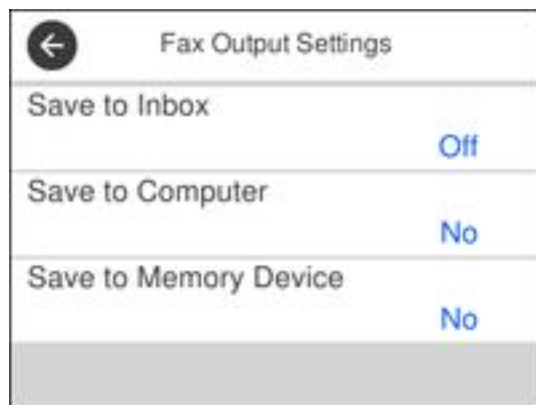 Fax Output Settings
Save to Inbox
Off
Save to Computer
No
Save to Memory Device
No